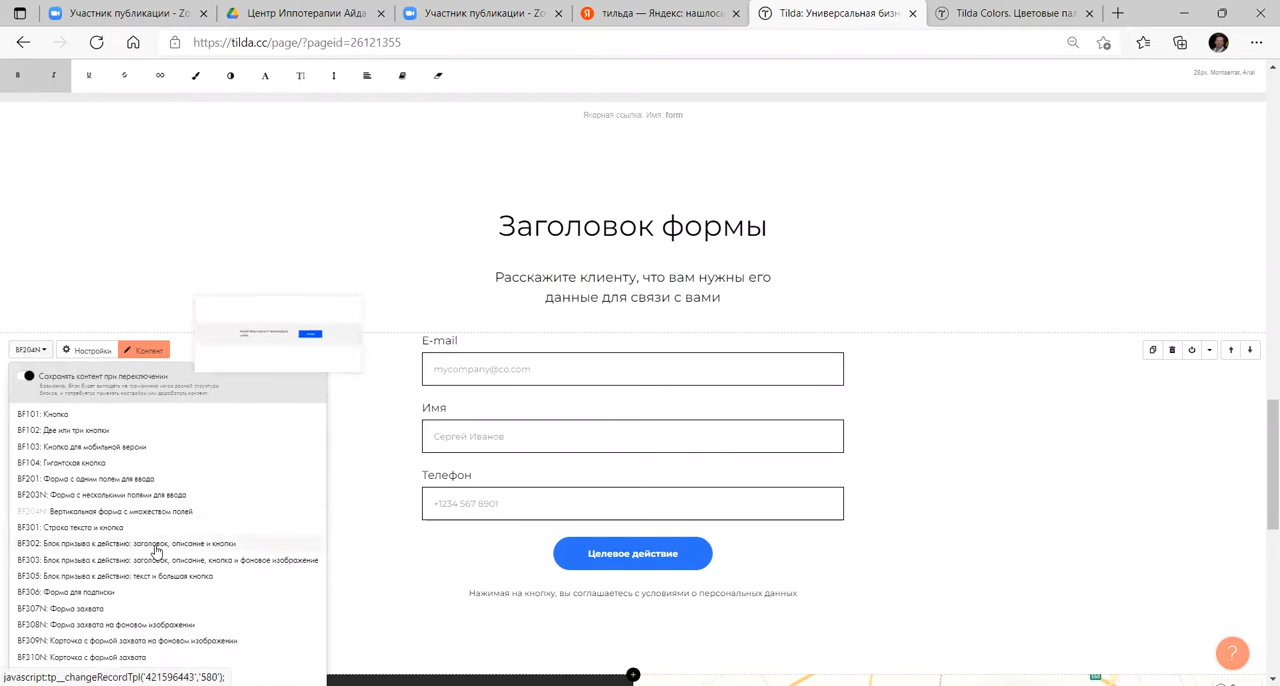 Участник публикации - Zo
Центр Иппотерапии Айда
Участник публикации - Zo
тильда — Яндекс: нашлось
Tilda: Универсальная бизн
Tilda Colors. Цветовые пал
https://tilda.cc/page/?pageid=26121355
28px, Montserrat, Arial
Якорная ссылка. Имя: form
Заголовок формы
Расскажите клиенту, что вам нужны его
данные для связи с вами
BF204N
Настройки
Контент
E-mail
mycompany@co.com
Имя
Сергей Иванов
Телефон
+1234 567 8901
Целевое действие
Нажимая на кнопку, вы соглашаетесь с условиями о персональных данных
Сохранять контент при переключении
BF101: Кнопка
BF102: Две или три кнопки
BF103: Кнопка для мобильной версии
BF104: Гигантская кнопка
BF201: Форма с одним полем для ввода
BF203N: Форма с несколькими полями для ввода
BF204N: Вертикальная форма с множеством полей
BF301: Строка текста и кнопка
BF302: Блок призыва к действию: заголовок, описание и кнопки
BF303: Блок призыва к действию: заголовок, описание, кнопка и фоновое изображение
BF305: Блок призыва к действию: текст и большая кнопка
BF306: Форма для подписки
BF307N: Форма захвата
BF308N: Форма захвата на фоновом изображении
BF309N: Карточка с формой захвата на фоновом изображении
BF310N: Карточка с формой захвата
javascript:tp__changeRecordTpl('421596443','580');